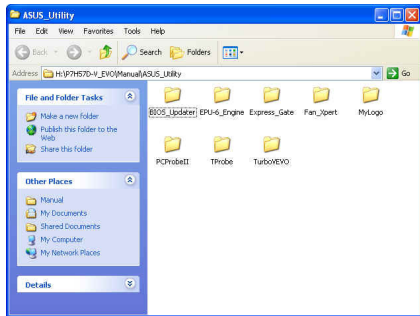 ASUS_Utility
File Edit View Favorites Tools Help
Back Search Folders
Address H:\P7H57D-V_EVO\Manual\ASUS_Utility Go
File and Folder Tasks
Make a new folder
Publish this folder to the
Web
Share this folder
Other Places
Manual
My Documents
Shared Documents
My Computer
My Network Places
Details
BIOS_Updater EPU-6_Engine Express_Gate Fan_Xpert MyLogo
PCProbeII TProbe TurboVEVO